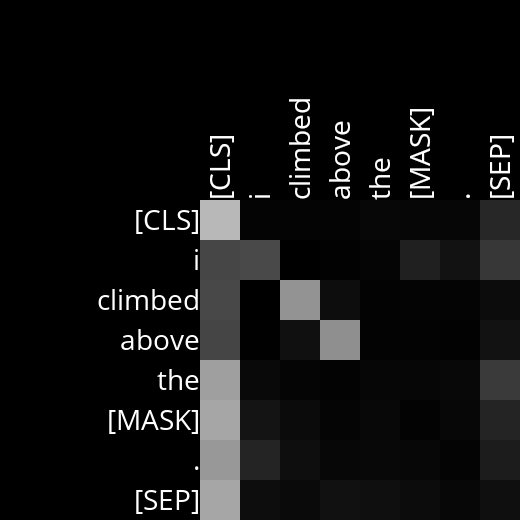 [CLS] i climbed above the [MASK] . [SEP]
[CLS]
i
climbed
above
the
[MASK]
.
[SEP]